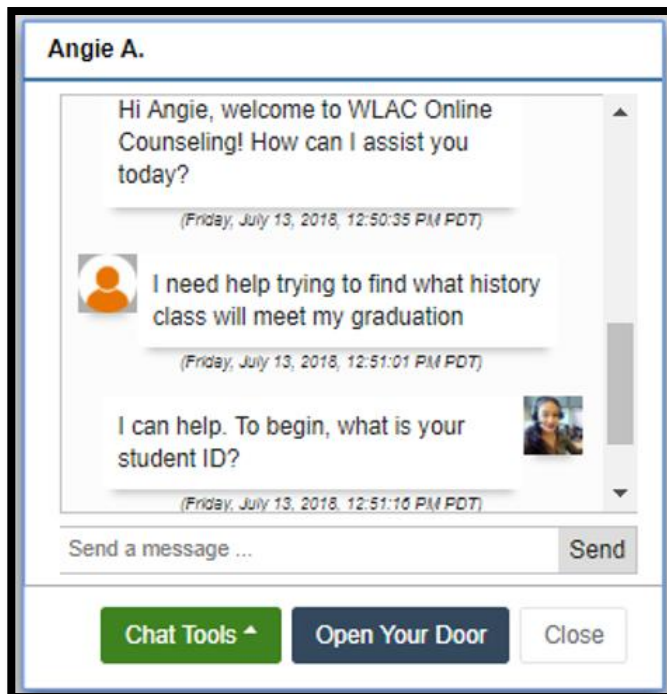 Angie A.
Hi Angie, welcome to WLAC Online
Counseling! How can I assist you
today?
(Friday, July 13, 2018, 12:50:35 PM PDT)
I need help trying to find what history
class will meet my graduation
(Friday, July 13, 2018, 12:51:01 PM PDT)
I can help. To begin, what is your
student ID?
(Friday, July 13, 2018, 12:51:16 PM PDT)
Send a message ...
Send
Chat Tools
Open Your Door
Close